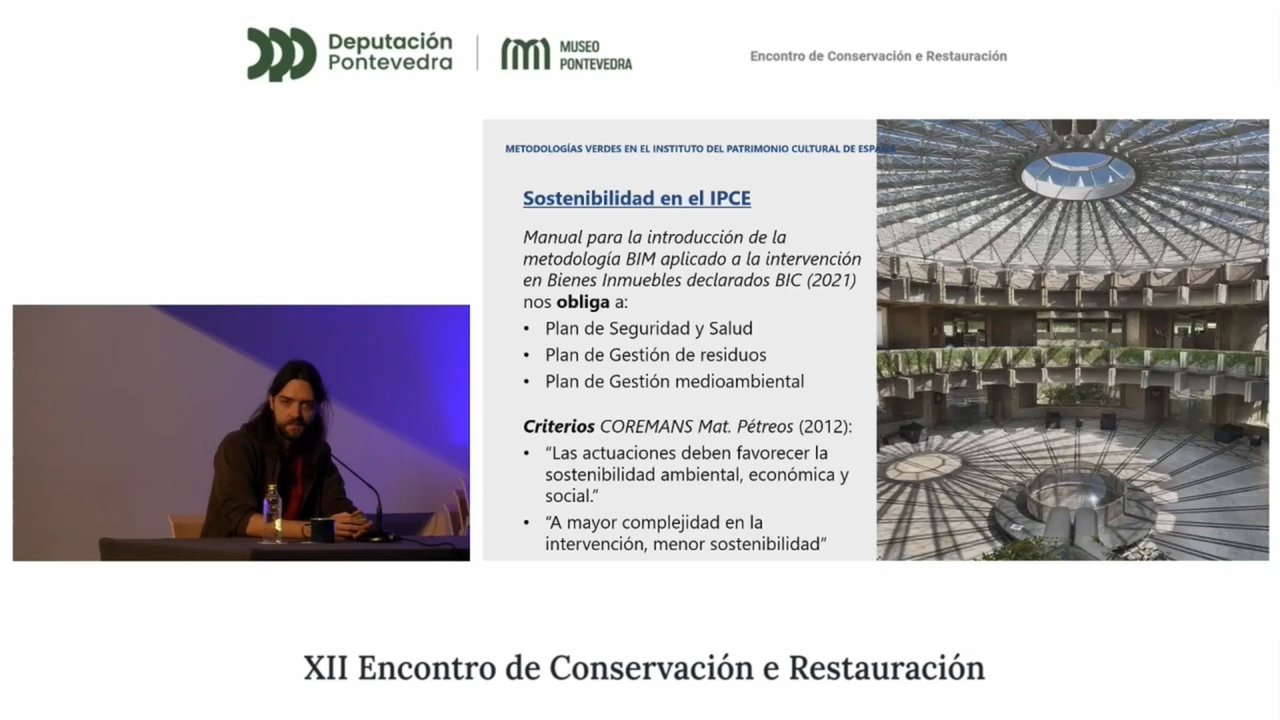 Deputación
Pontevedra
MUSEO
PONTEVEDRA
Encontro de Conservación e Restauración
METODOLOGÍAS VERDES EN EL INSTITUTO DEL PATRIMONIO CULTURAL DE ESPAÑA
Sostenibilidad en el IPCE
Manual para la introducción de la
metodología BIM aplicado a la intervención
en Bienes Inmuebles declarados BIC (2021)
nos obliga a:
• Plan de Seguridad y Salud
• Plan de Gestión de residuos
• Plan de Gestión medioambiental
Criterios COREMANS Mat. Pétreos (2012):
• “Las actuaciones deben favorecer la
sostenibilidad ambiental, económica y
social.”
• “A mayor complejidad en la
intervención, menor sostenibilidad”
XII Encontro de Conservación e Restauración